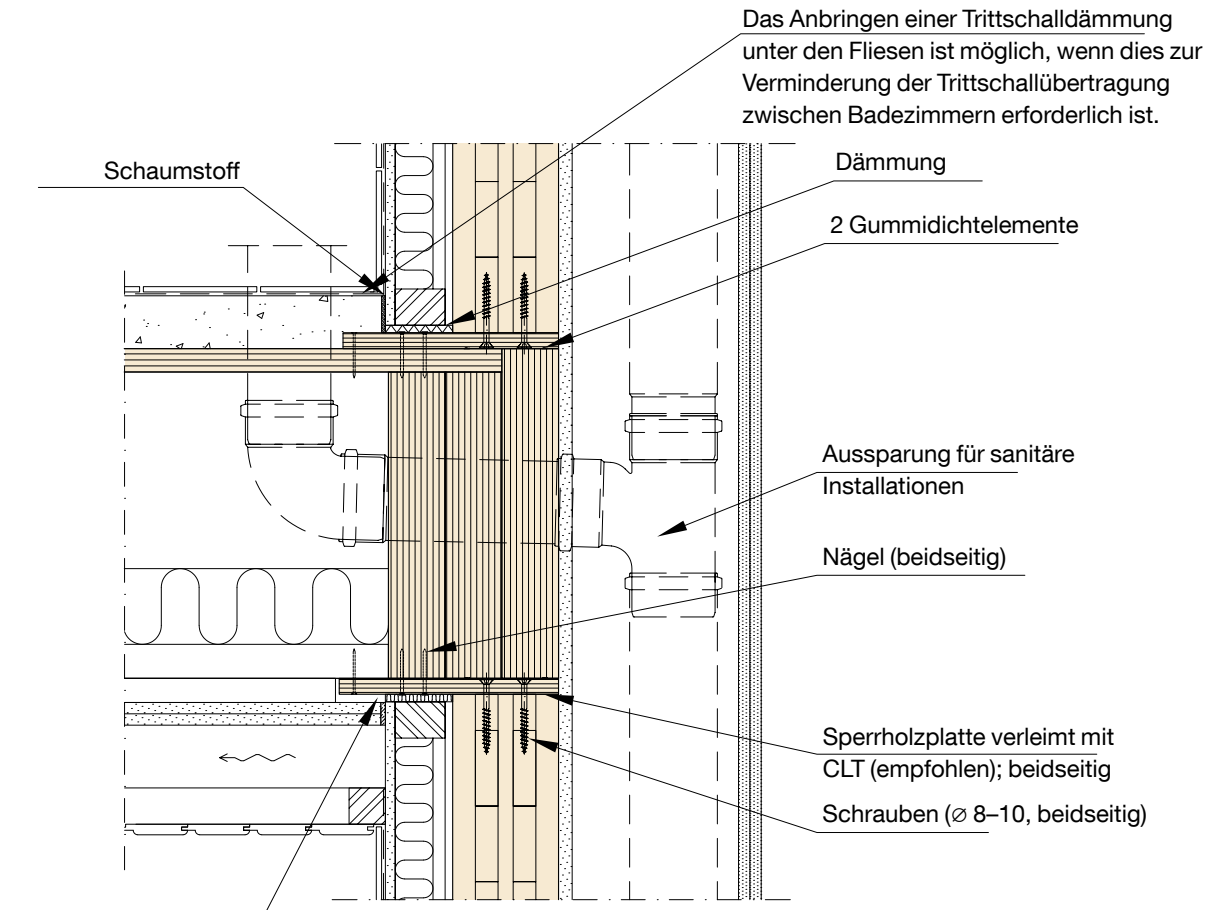 Das Anbringen einer Trittschalldämmung
unter den Fliesen ist möglich, wenn dies zur
Verminderung der Trittschallübertragung
zwischen Badezimmern erforderlich ist.
Schaumstoff
Dämmung
2 Gummidichtelemente
Aussparung für sanitäre
Installationen
Nägel (beidseitig)
Sperrholzplatte verleimt mit
CLT (empfohlen); beidseitig
Schrauben (∅ 8–10, beidseitig)